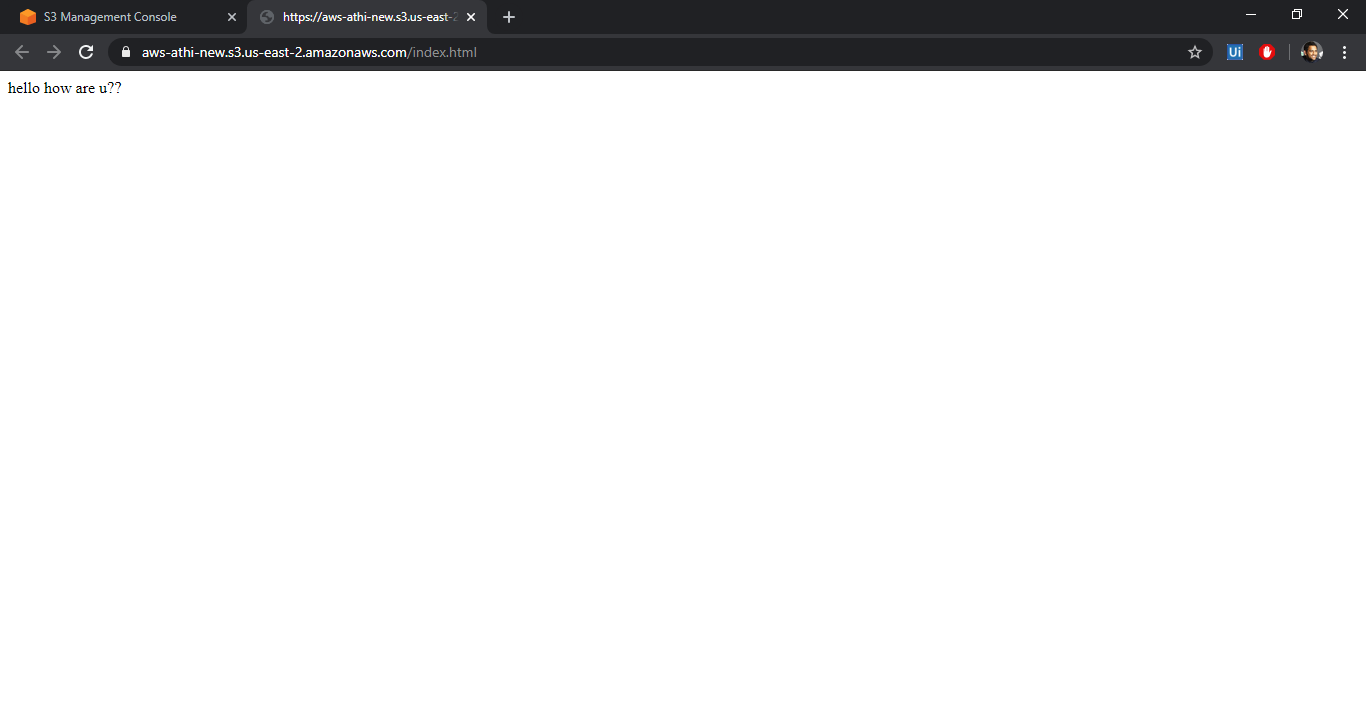 S3 Management Console
https://aws-athi-new.s3.us-east-2
aws-athi-new.s3.us-east-2.amazonaws.com/index.html
Ui
hello how are u??